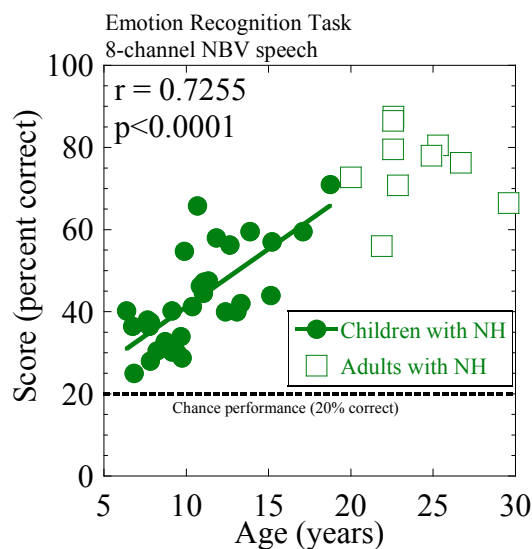 Emotion Recognition Task
8-channel NBV speech
r = 0.7255
p<0.0001
Score (percent correct)
100
80
60
40
20
0
Children with NH
Adults with NH
Chance performance (20% correct)
5 10 15 20 25 30
Age (years)